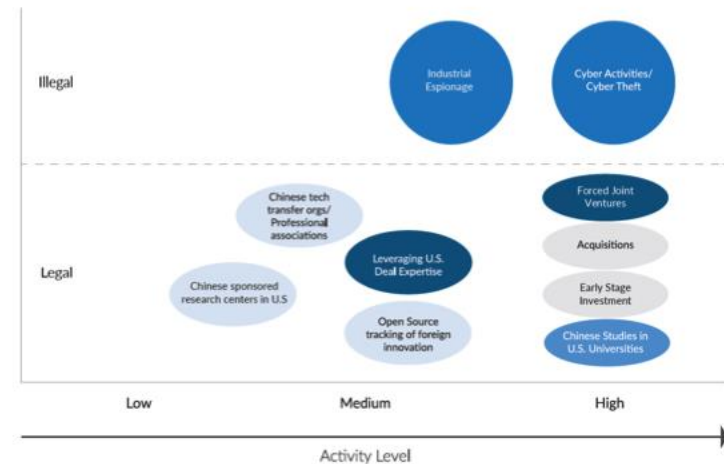 Illegal
Industrial
Espionage
Cyber Activities/
Cyber Theft
Legal
Chinese tech
transfer orgs/
Professional
associations
Forced Joint
Ventures
Acquisitions
Leveraging U.S.
Deal Expertise
Chinese sponsored
research centers in U.S
Early Stage
Investment
Open Source
tracking of foreign
innovation
Chinese Studies in
U.S. Universities
Low
Medium
High
Activity Level